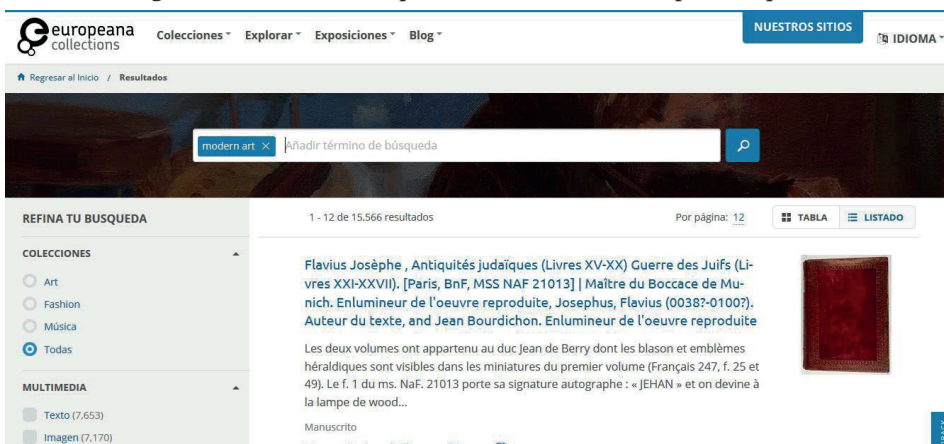 europeana
collections
Colecciones Explorar Exposiciones Blog
NUESTROS SITIOS
IDIOMA
Regresar al Inicio / Resultados
modern art × Añadir término de búsqueda
REFINA TU BUSQUEDA
COLECCIONES
Art
Fashion
Música
Todas
MULTIMEDIA
Texto (7,653)
Imagen (7,170)
1 - 12 de 15,566 resultados
Por página: 12
TABLA LISTADO
Flavius Josèphe , Antiquités judaïques (Livres XV-XX) Guerre des Juifs (Li-
vres XXI-XXVII). [Paris, BnF, MSS NAF 21013] | Maître du Boccace de Mu-
nich. Enlumineur de l'oeuvre reproduite, Josephus, Flavius (0038?-0100?).
Auteur du texte, and Jean Bourdichon. Enlumineur de l'oeuvre reproduite
Les deux volumes ont appartenu au duc Jean de Berry dont les blason et emblèmes
héraldiques sont visibles dans les miniatures du premier volume (Français 247, f. 25 et
49). Le f. 1 du ms. NaF. 21013 porte sa signature autographe : « JEHAN » et on devine à
la lampe de wood...
Manuscrito